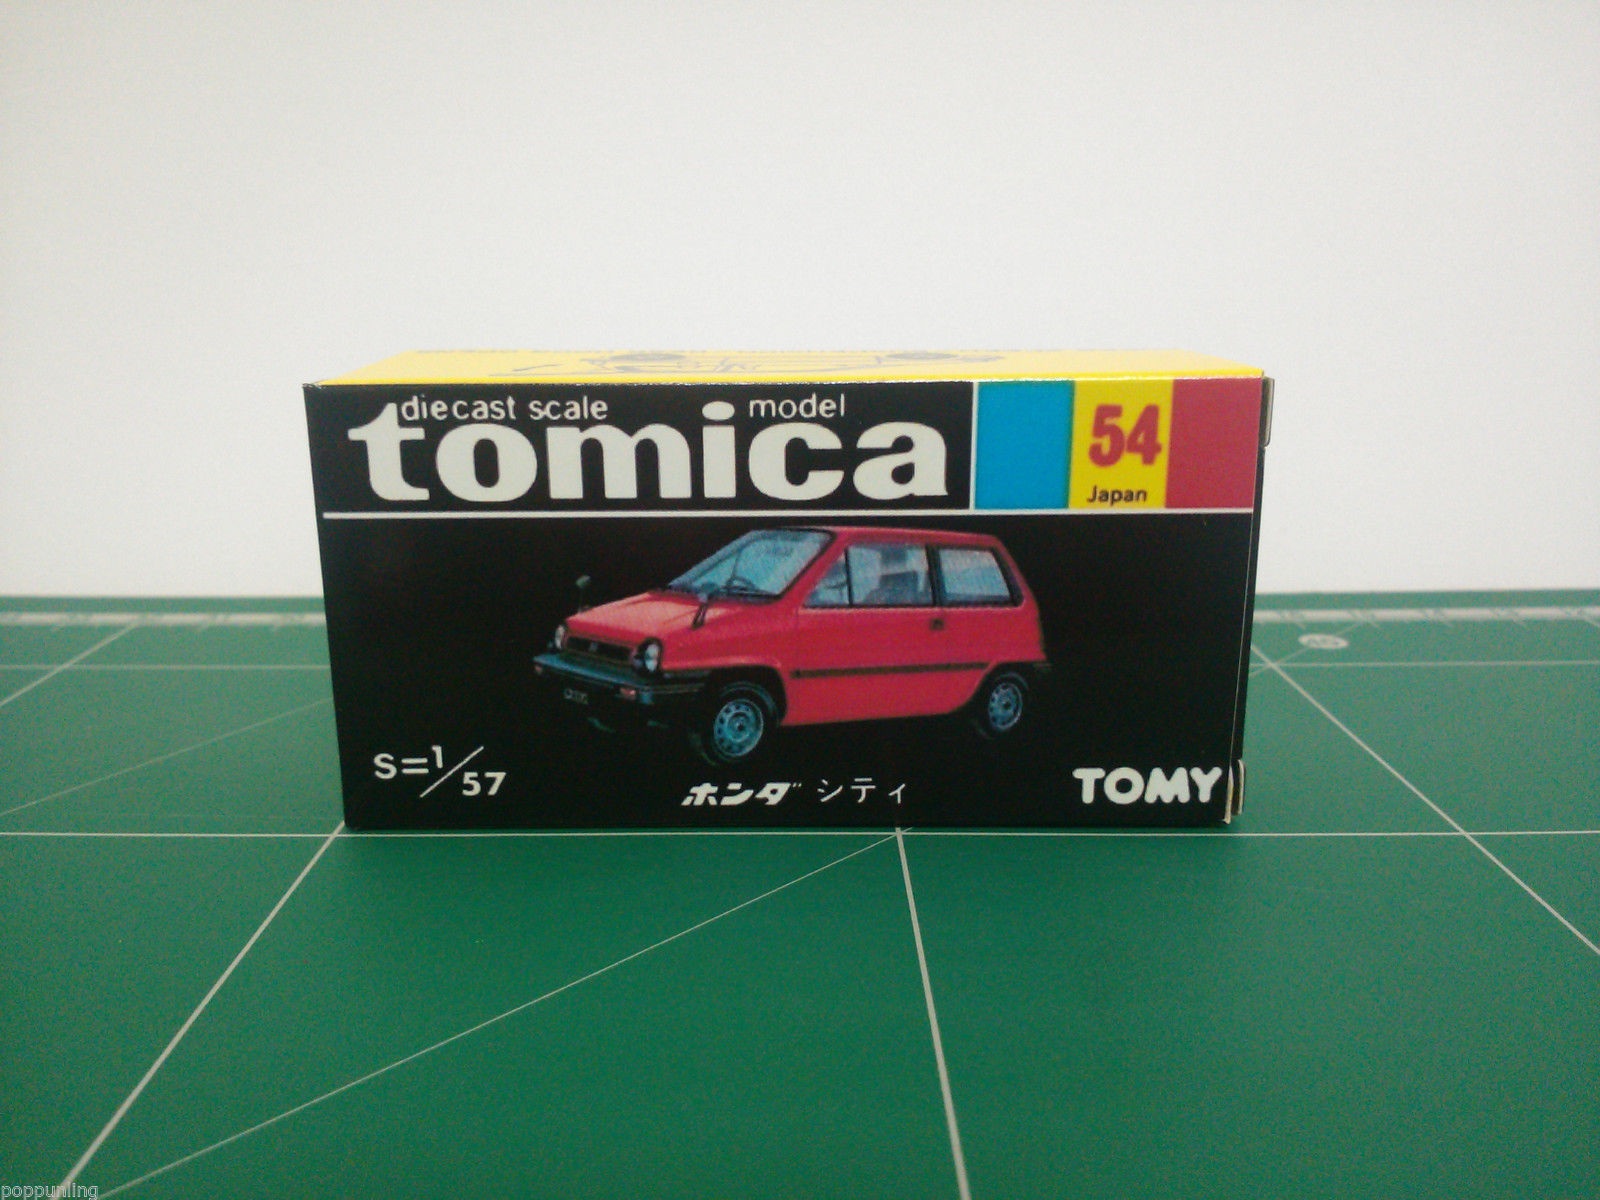 diecast scale model
tomica
54
Japan
S=1/57
ホンダ シティ
TOMY
poppunling